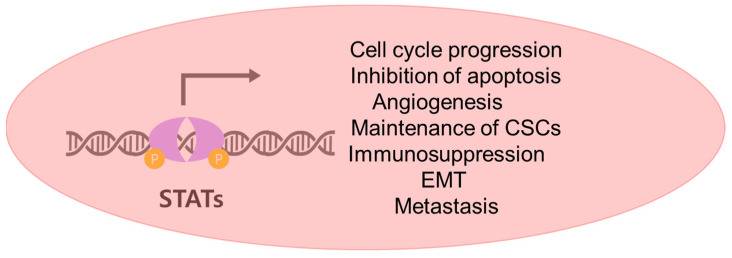 Cell cycle progression
Inhibition of apoptosis
Angiogenesis
Maintenance of CSCs
Immunosuppression
EMT
Metastasis
P
P
STATs